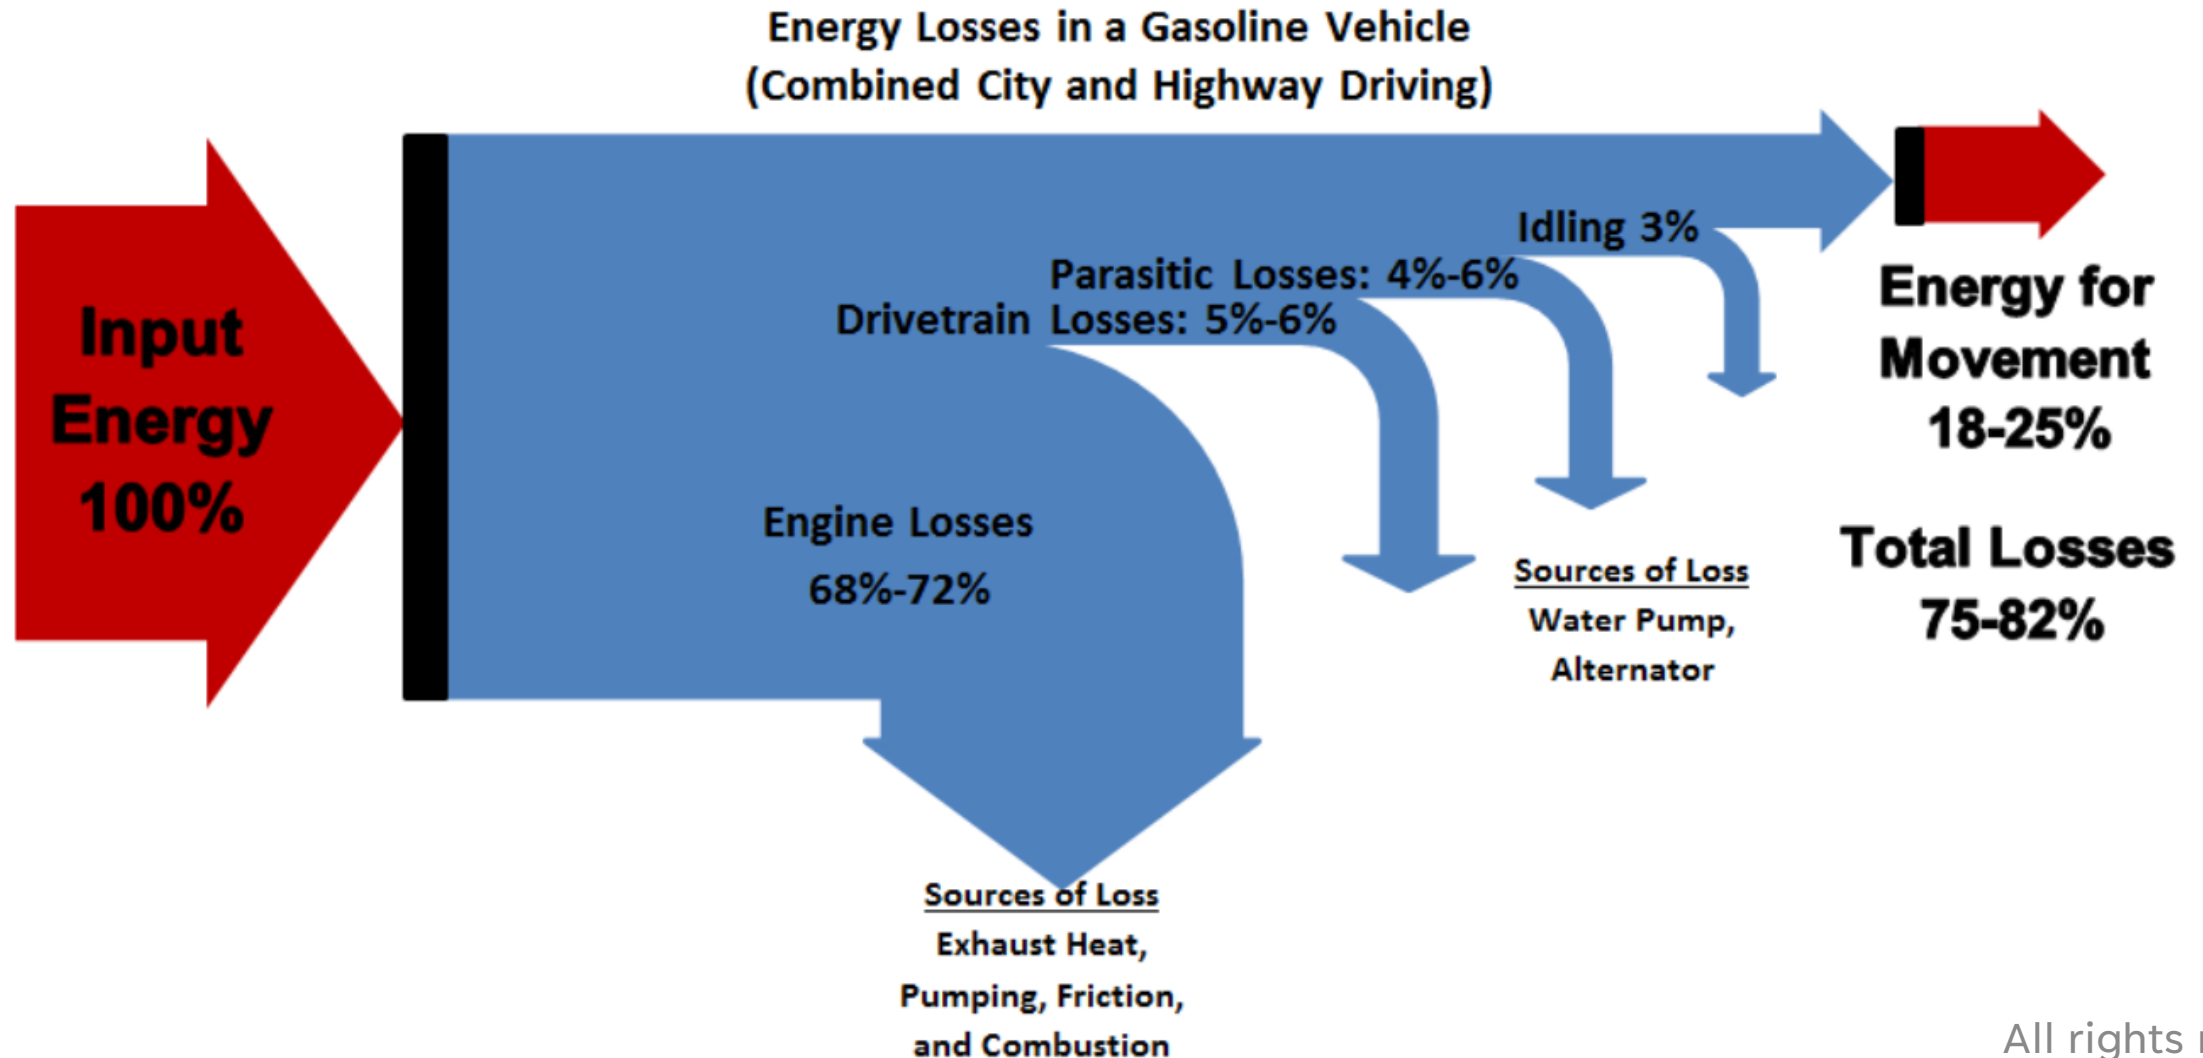 Energy Losses in a Gasoline Vehicle
(Combined City and Highway Driving)
Input
Energy
100%
Idling 3%
Parasitic Losses: 4%-6%
Drivetrain Losses: 5%-6%
Engine Losses
68%-72%
Energy for
Movement
18-25%
Total Losses
75-82%
Sources of Loss
Water Pump,
Alternator
Sources of Loss
Exhaust Heat,
Pumping, Friction,
and Combustion
All rights